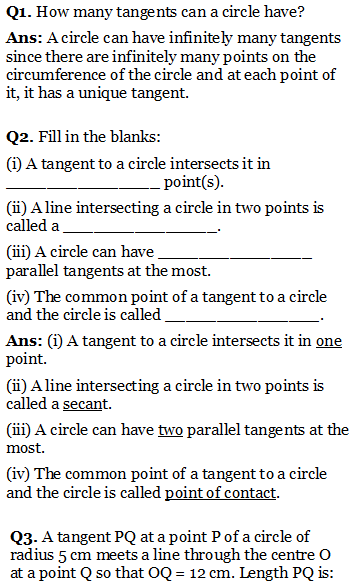 Q1. How many tangents can a circle have?
Ans: A circle can have infinitely many tangents
since there are infinitely many points on the
circumference of the circle and at each point of
it, it has a unique tangent.
Q2. Fill in the blanks:
(i) A tangent to a circle intersects it in
__________________ point(s).
(ii) A line intersecting a circle in two points is
called a __________________.
(iii) A circle can have __________________
parallel tangents at the most.
(iv) The common point of a tangent to a circle
and the circle is called __________________.
Ans: (i) A tangent to a circle intersects it in one
point.
(ii) A line intersecting a circle in two points is
called a secant.
(iii) A circle can have two parallel tangents at the
most.
(iv) The common point of a tangent to a circle
and the circle is called point of contact.
Q3. A tangent PQ at a point P of a circle of
radius 5 cm meets a line through the centre O
at a point Q so that OQ = 12 cm. Length PQ is: